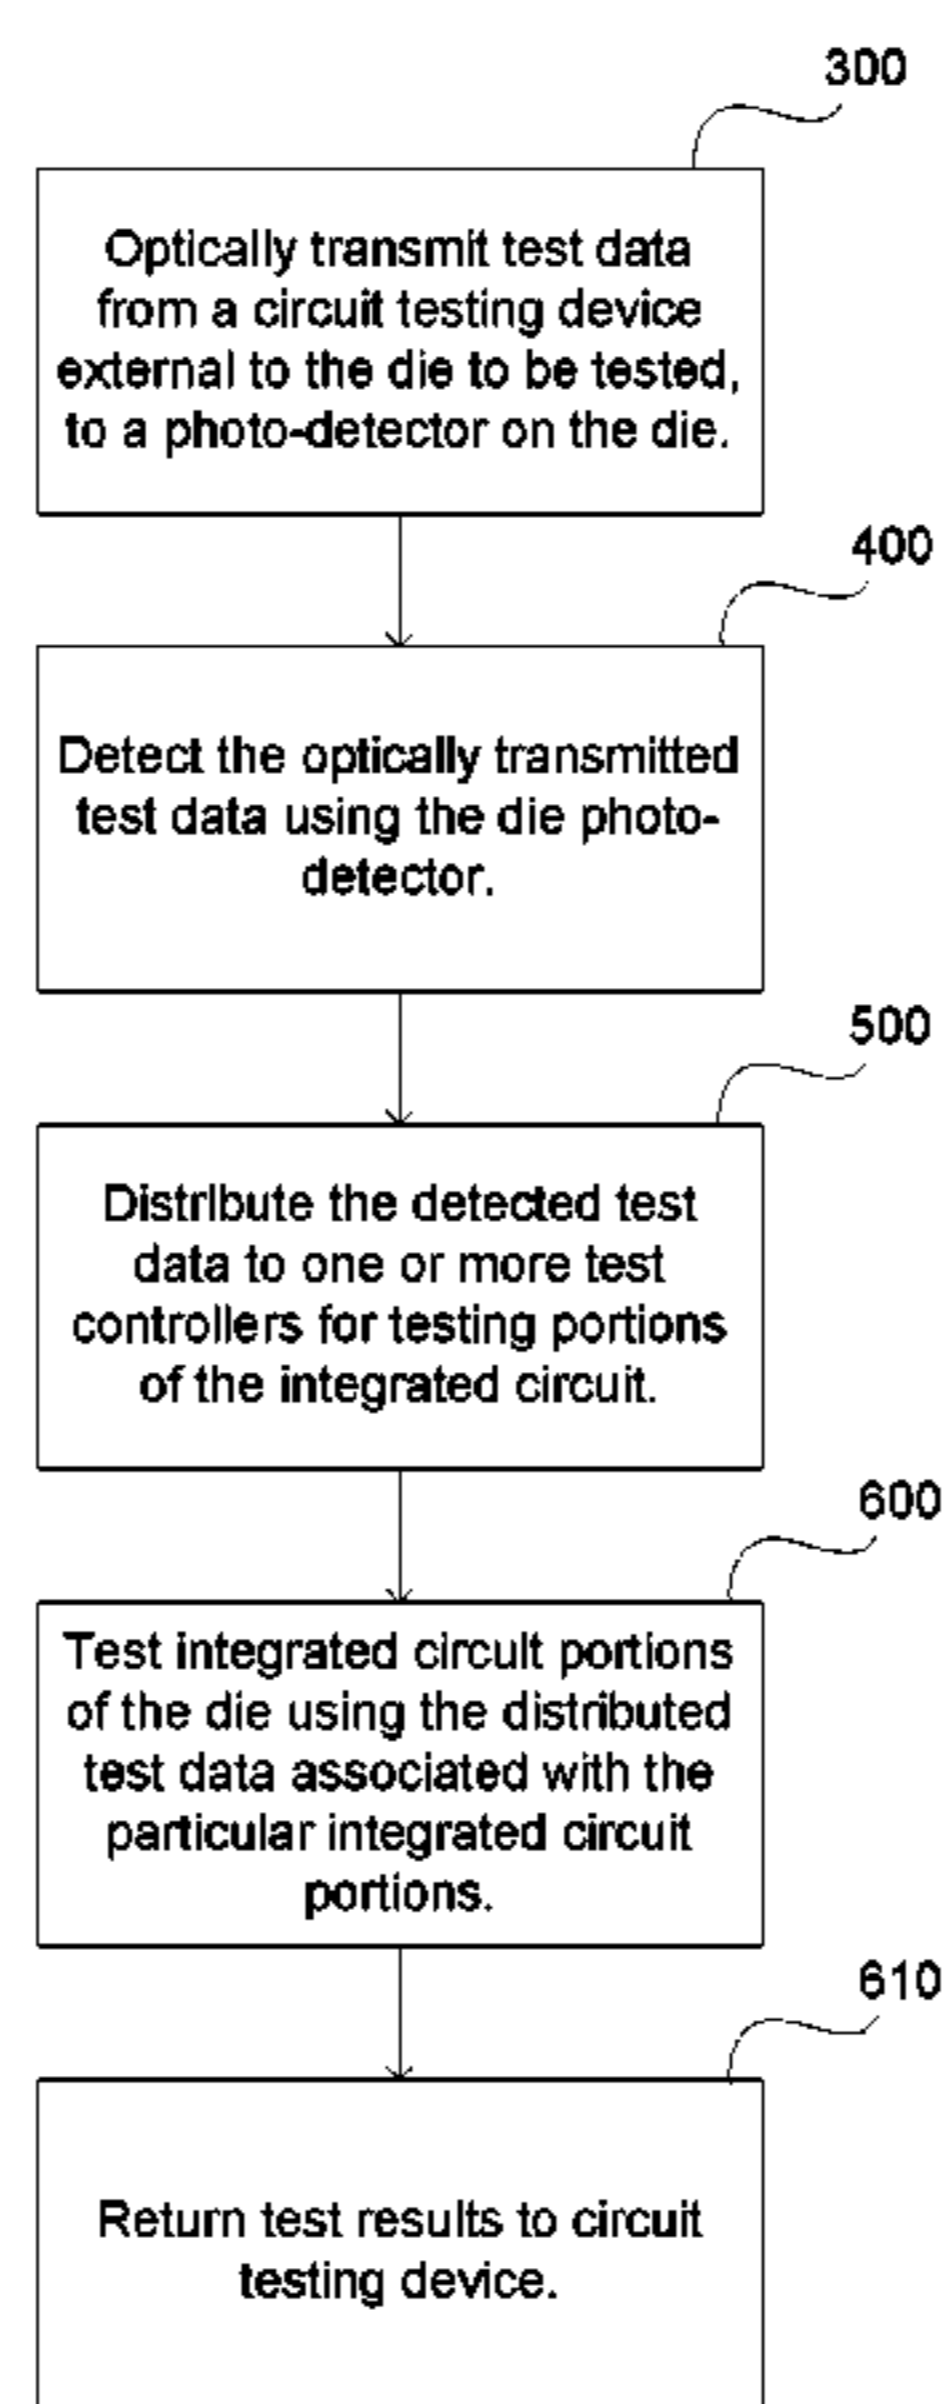 300
Optically transmit test data
from a circuit testing device
external to the die to be tested,
to a photo-detector on the die.
400
Detect the optically transmitted
test data using the die photo-
detector.
500
Distribute the detected test
data to one or more test
controllers for testing portions
of the integrated circuit.
600
Test integrated circuit portions
of the die using the distributed
test data associated with the
particular integrated circuit
portions.
610
Return test results to circuit
testing device.